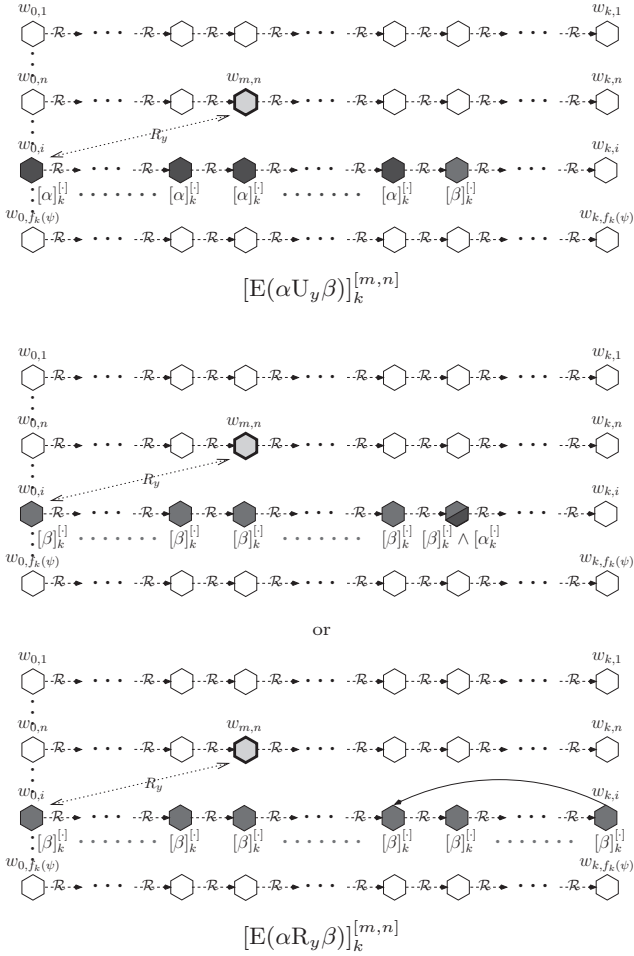 w_{0,1} w_{k,1}
R · · · R R R R · · · R R R · · · R
w_{0,n} w_{m,n} w_{k,n}
R · · · R R R R · · · R R R · · · R
R_y
w_{0,i} w_{k,i}
R · · · R R R R · · · R R R · · · R
[α]_k^{[·]} · · · · · · · · [α]_k^{[·]} [α]_k^{[·]} · · · · · · · · [α]_k^{[·]} [β]_k^{[·]}
w_{0,f_k(ψ)} w_{k,f_k(ψ)}
R · · · R R R R · · · R R R · · · R
[E(αU_yβ)]_k^{[m,n]}
w_{0,1} w_{k,1}
R · · · R R R R · · · R R R · · · R
w_{0,n} w_{m,n} w_{k,n}
R · · · R R R R · · · R R R · · · R
R_y
w_{0,i} w_{k,i}
R · · · R R R R · · · R R R · · · R
[β]_k^{[·]} · · · · · · · · [β]_k^{[·]} [β]_k^{[·]} · · · · · · · · [β]_k^{[·]} [β]_k^{[·]} ∧ [α_k^{[·]}
w_{0,f_k(ψ)} w_{k,f_k(ψ)}
R · · · R R R R · · · R R R · · · R
or
w_{0,1} w_{k,1}
R · · · R R R R · · · R R R · · · R
w_{0,n} w_{m,n} w_{k,n}
R · · · R R R R · · · R R R · · · R
R_y
w_{0,i} w_{k,i}
R · · · R R R R · · · R R R · · · R
[β]_k^{[·]} · · · · · · · · [β]_k^{[·]} [β]_k^{[·]} · · · · · · · · [β]_k^{[·]} [β]_k^{[·]} · · · · · · · · [β]_k^{[·]}
w_{0,f_k(ψ)} w_{k,f_k(ψ)}
R · · · R R R R · · · R R R · · · R
[E(αR_yβ)]_k^{[m,n]}